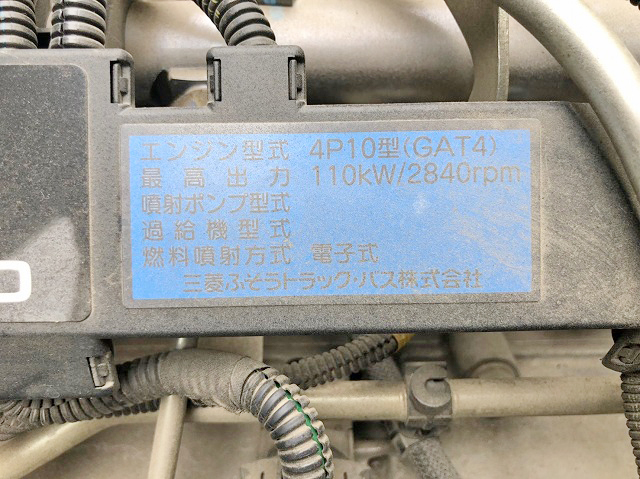 エンジン型式 4P10型(GAT4)
最高出力 110kW/2840rpm
噴射ポンプ型式
過給機型式
燃料噴射方式 電子式
三菱ふそうトラック・バス株式会社